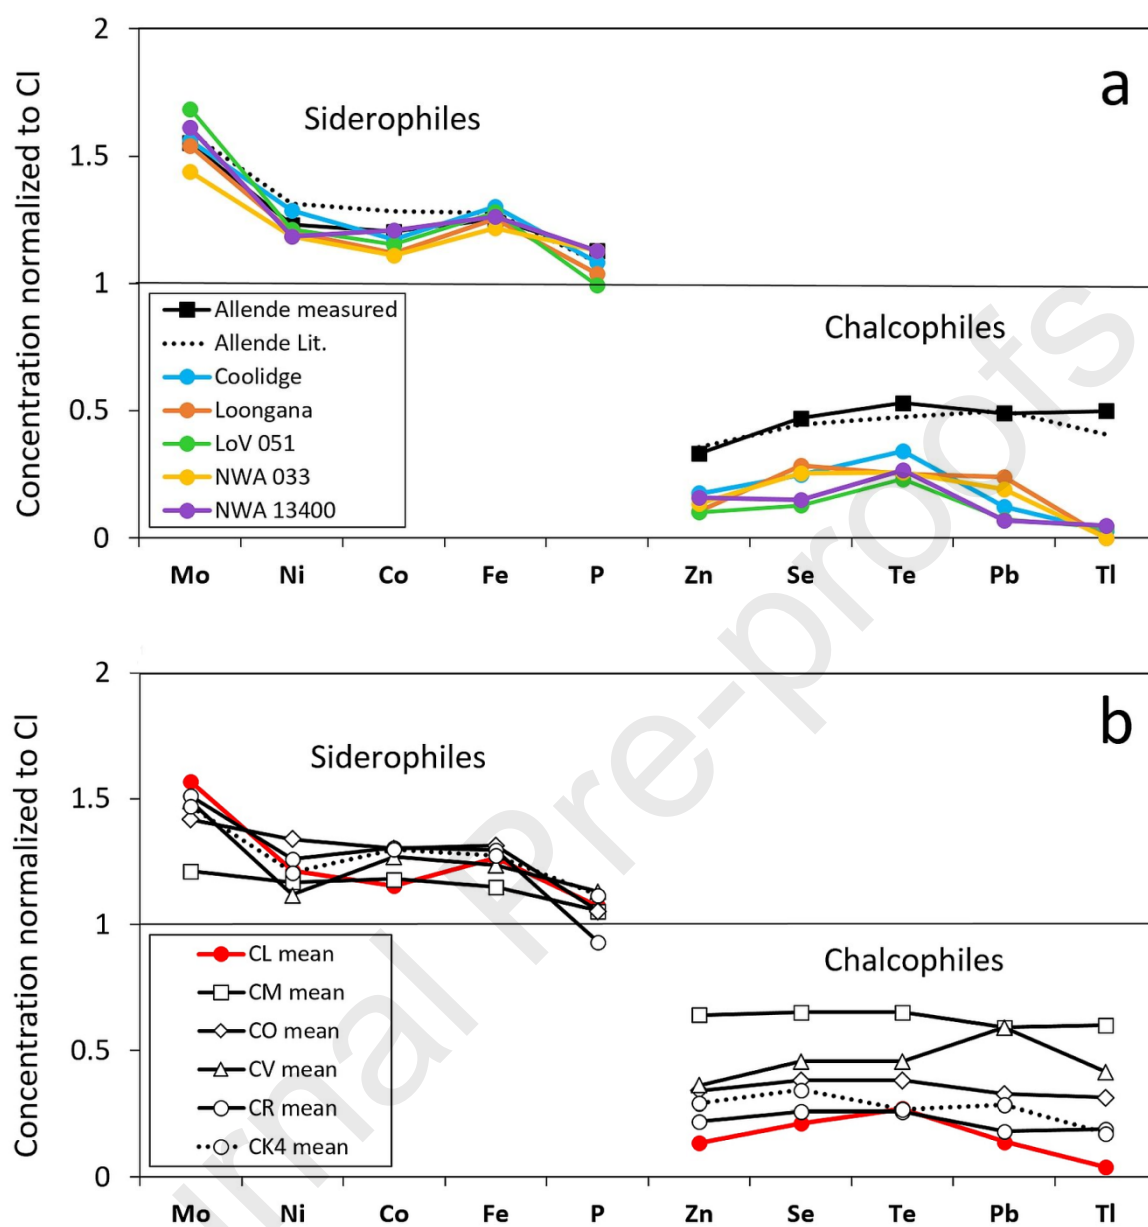 2
a
Siderophiles
1.5
Concentration normalized to CI
1
Allende measured
Allende Lit.
Coolidge
Loongana
LoV 051
NWA 033
NWA 13400
Chalcophiles
0.5
0
Mo Ni Co Fe P Zn Se Te Pb Tl
2
b
Siderophiles
1.5
Concentration normalized to CI
1
CL mean
CM mean
CO mean
CV mean
CR mean
CK4 mean
Chalcophiles
0.5
0
Mo Ni Co Fe P Zn Se Te Pb Tl
urnal Pre-proofs